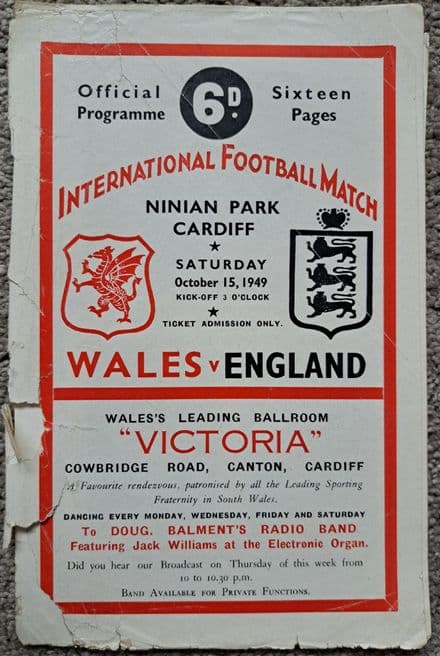 Official Programme
6D.
Sixteen Pages
INTERNATIONAL FOOTBALL MATCH
NINIAN PARK
CARDIFF
★
SATURDAY
October 15, 1949
KICK-OFF 3 O'CLOCK
★
TICKET ADMISSION ONLY.
WALES v ENGLAND
WALES'S LEADING BALLROOM
"VICTORIA"
COWBRIDGE ROAD, CANTON, CARDIFF
A Favourite rendezvous, patronised by all the Leading Sporting
Fraternity in South Wales.
DANCING EVERY MONDAY, WEDNESDAY, FRIDAY AND SATURDAY
To DOUG. BALMENT'S RADIO BAND
Featuring Jack Williams at the Electronic Organ.
Did you hear our Broadcast on Thursday of this week from
10 to 10.30 p.m.
BAND AVAILABLE FOR PRIVATE FUNCTIONS.